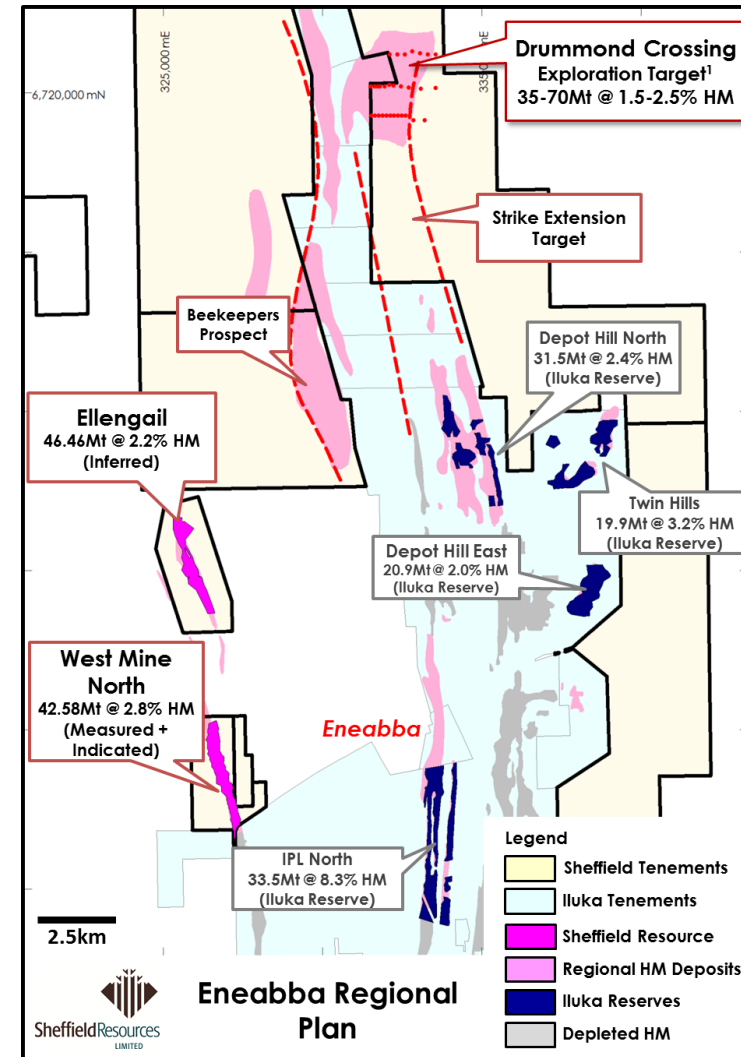 325,000 mE
3350
6,720,000 mN
Drummond Crossing
Exploration Target¹
35-70Mt @ 1.5-2.5% HM
Strike Extension
Target
Beekeepers
Prospect
Depot Hill North
31.5Mt @ 2.4% HM
(Iluka Reserve)
Ellengail
46.46Mt @ 2.2% HM
(Inferred)
Twin Hills
19.9Mt @ 3.2% HM
(Iluka Reserve)
Depot Hill East
20.9Mt @ 2.0% HM
(Iluka Reserve)
West Mine
North
42.58Mt @ 2.8% HM
(Measured +
Indicated)
Eneabba
IPL North
33.5Mt @ 8.3% HM
(Iluka Reserve)
Legend
Sheffield Tenements
Iluka Tenements
Sheffield Resource
Regional HM Deposits
Iluka Reserves
Depleted HM
2.5km
Sheffield Resources
LIMITED
Eneabba Regional
Plan